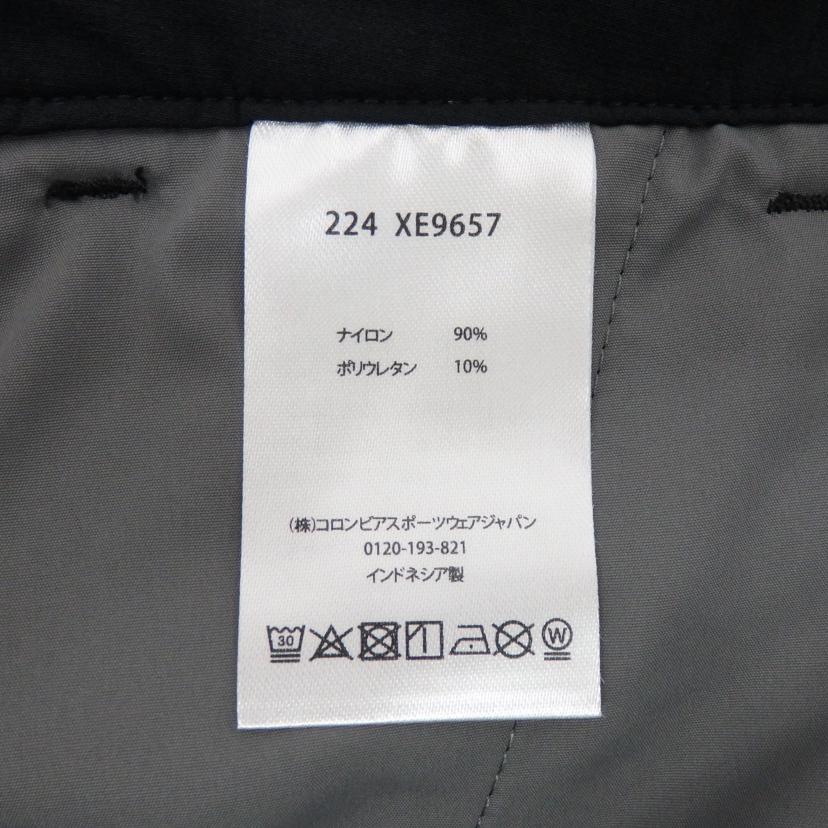 224 XE9657
ナイロン 90%
ポリウレタン 10%
(株)コロンビアスポーツウェアジャパン
0120-193-821
インドネシア製
30 W